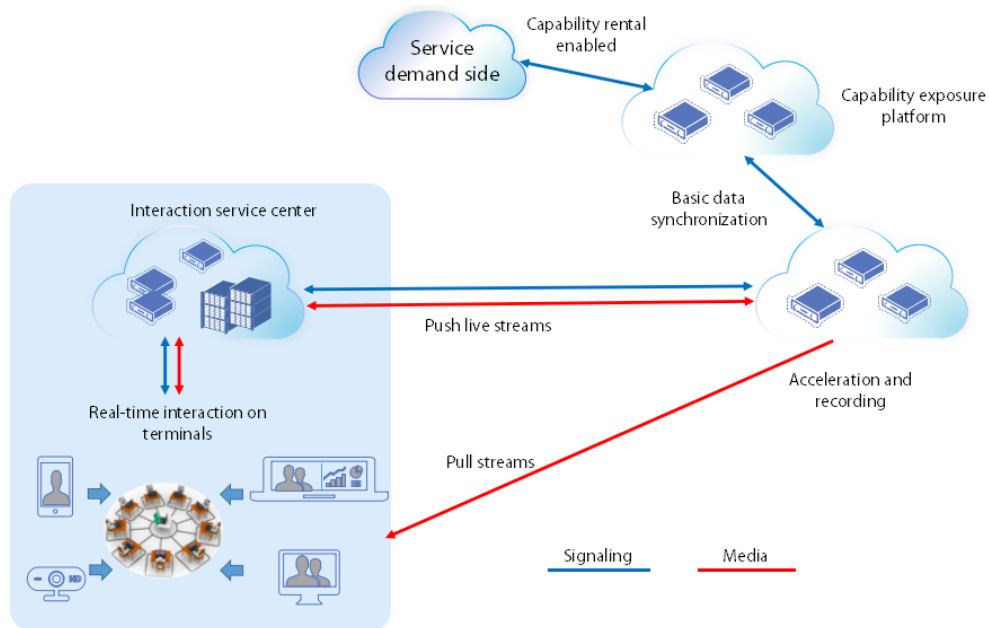 Capability rental
enabled
Service
demand side
Capability exposure
platform
Basic data
synchronization
Interaction service center
Push live streams
Acceleration and
recording
Real-time interaction on
terminals
Pull streams
HD
Signaling
Media